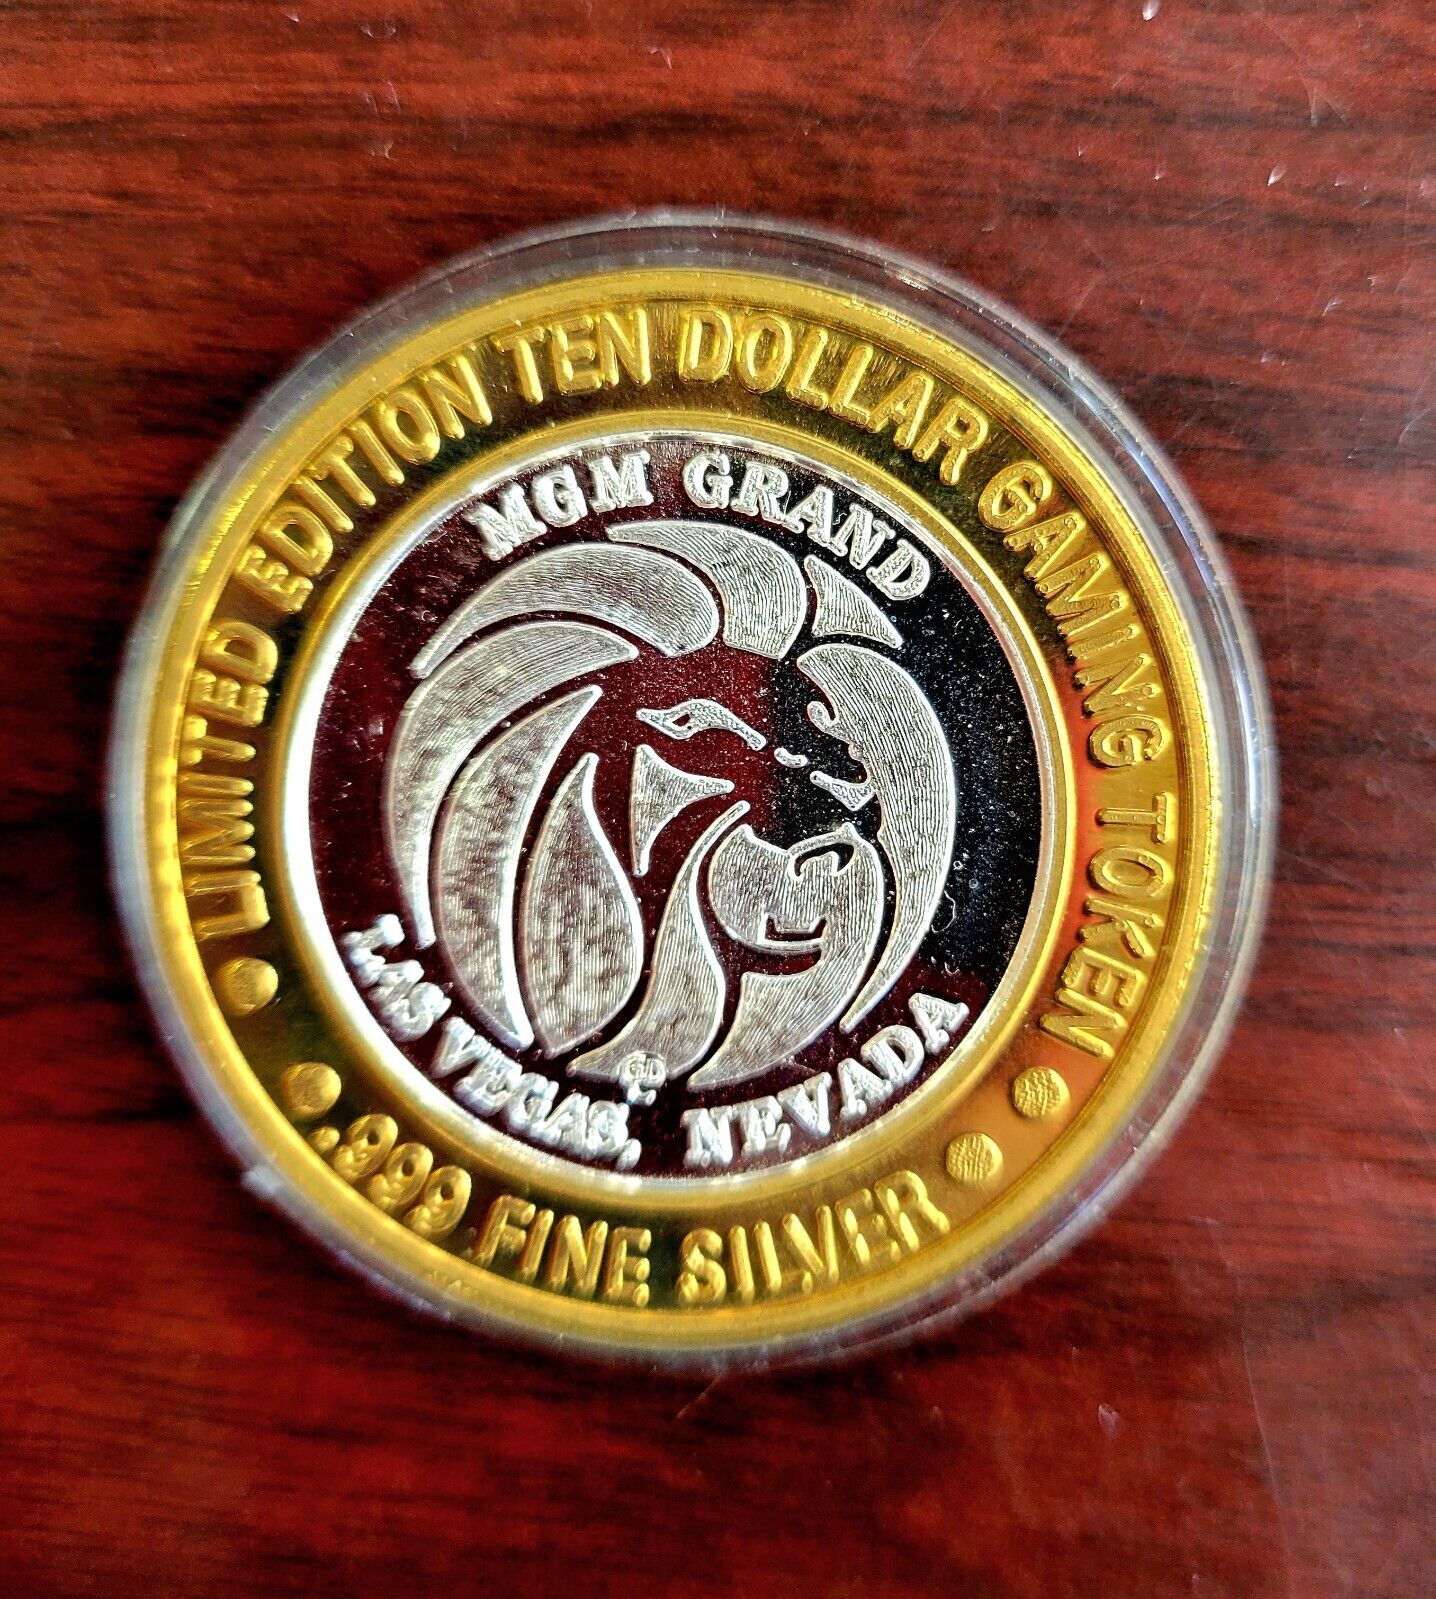 LIMITED EDITION TEN DOLLAR GAMING TOKEN
.999 FINE SILVER
MGM GRAND
LAS VEGAS, NEVADA